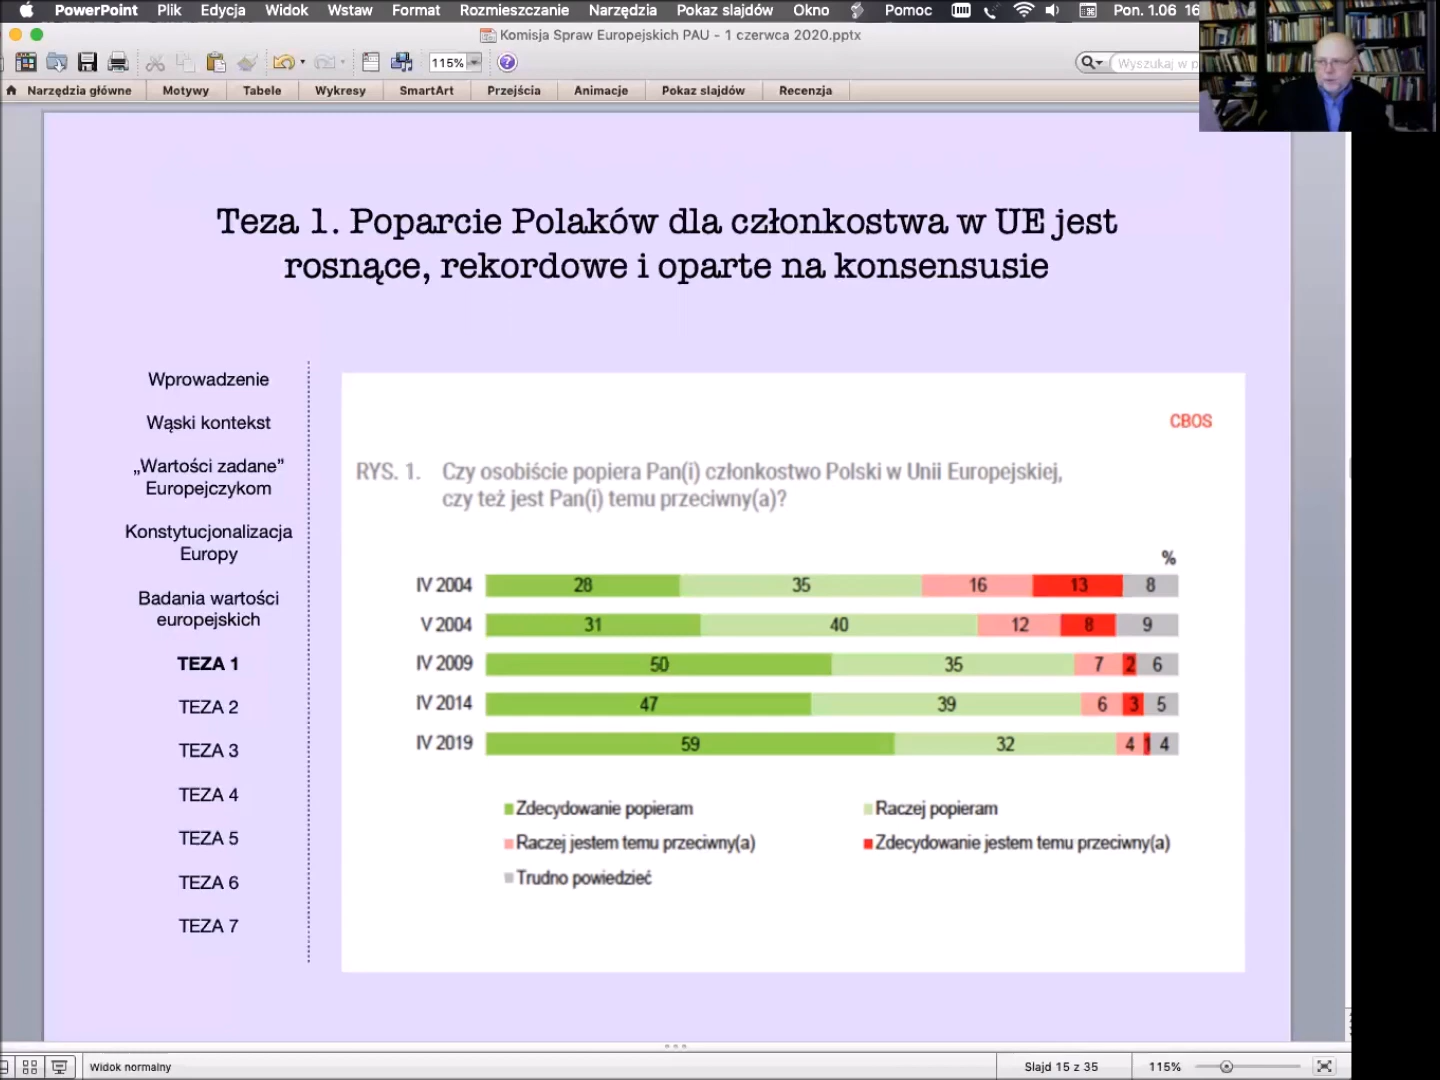 PowerPoint Plik Edycja Widok Wstaw Format Rozmieszczanie Narzędzia Pokaz slajdów Okno Pomoc Pon. 1.06 16
Komisja Spraw Europejskich PAU - 1 czerwca 2020.pptx
115%
Wyszukaj w p
Narzędzia główne Motywy Tabele Wykresy SmartArt Przejścia Animacje Pokaz slajdów Recenzja
Teza 1. Poparcie Polaków dla członkostwa w UE jest
rosnące, rekordowe i oparte na konsensusie
Wprowadzenie
Wąski kontekst
„Wartości zadane”
Europejczykom
Konstytucjonalizacja
Europy
Badania wartości
europejskich
TEZA 1
TEZA 2
TEZA 3
TEZA 4
TEZA 5
TEZA 6
TEZA 7
CBOS
RYS. 1. Czy osobiście popiera Pan(i) członkostwo Polski w Unii Europejskiej,
czy też jest Pan(i) temu przeciwny(a)?
%
IV 2004 28 35 16 13 8
V 2004 31 40 12 8 9
IV 2009 50 35 7 2 6
IV 2014 47 39 6 3 5
IV 2019 59 32 4 1 4
Zdecydowanie popieram Raczej popieram
Raczej jestem temu przeciwny(a) Zdecydowanie jestem temu przeciwny(a)
Trudno powiedzieć
Widok normalny Slajd 15 z 35 115%